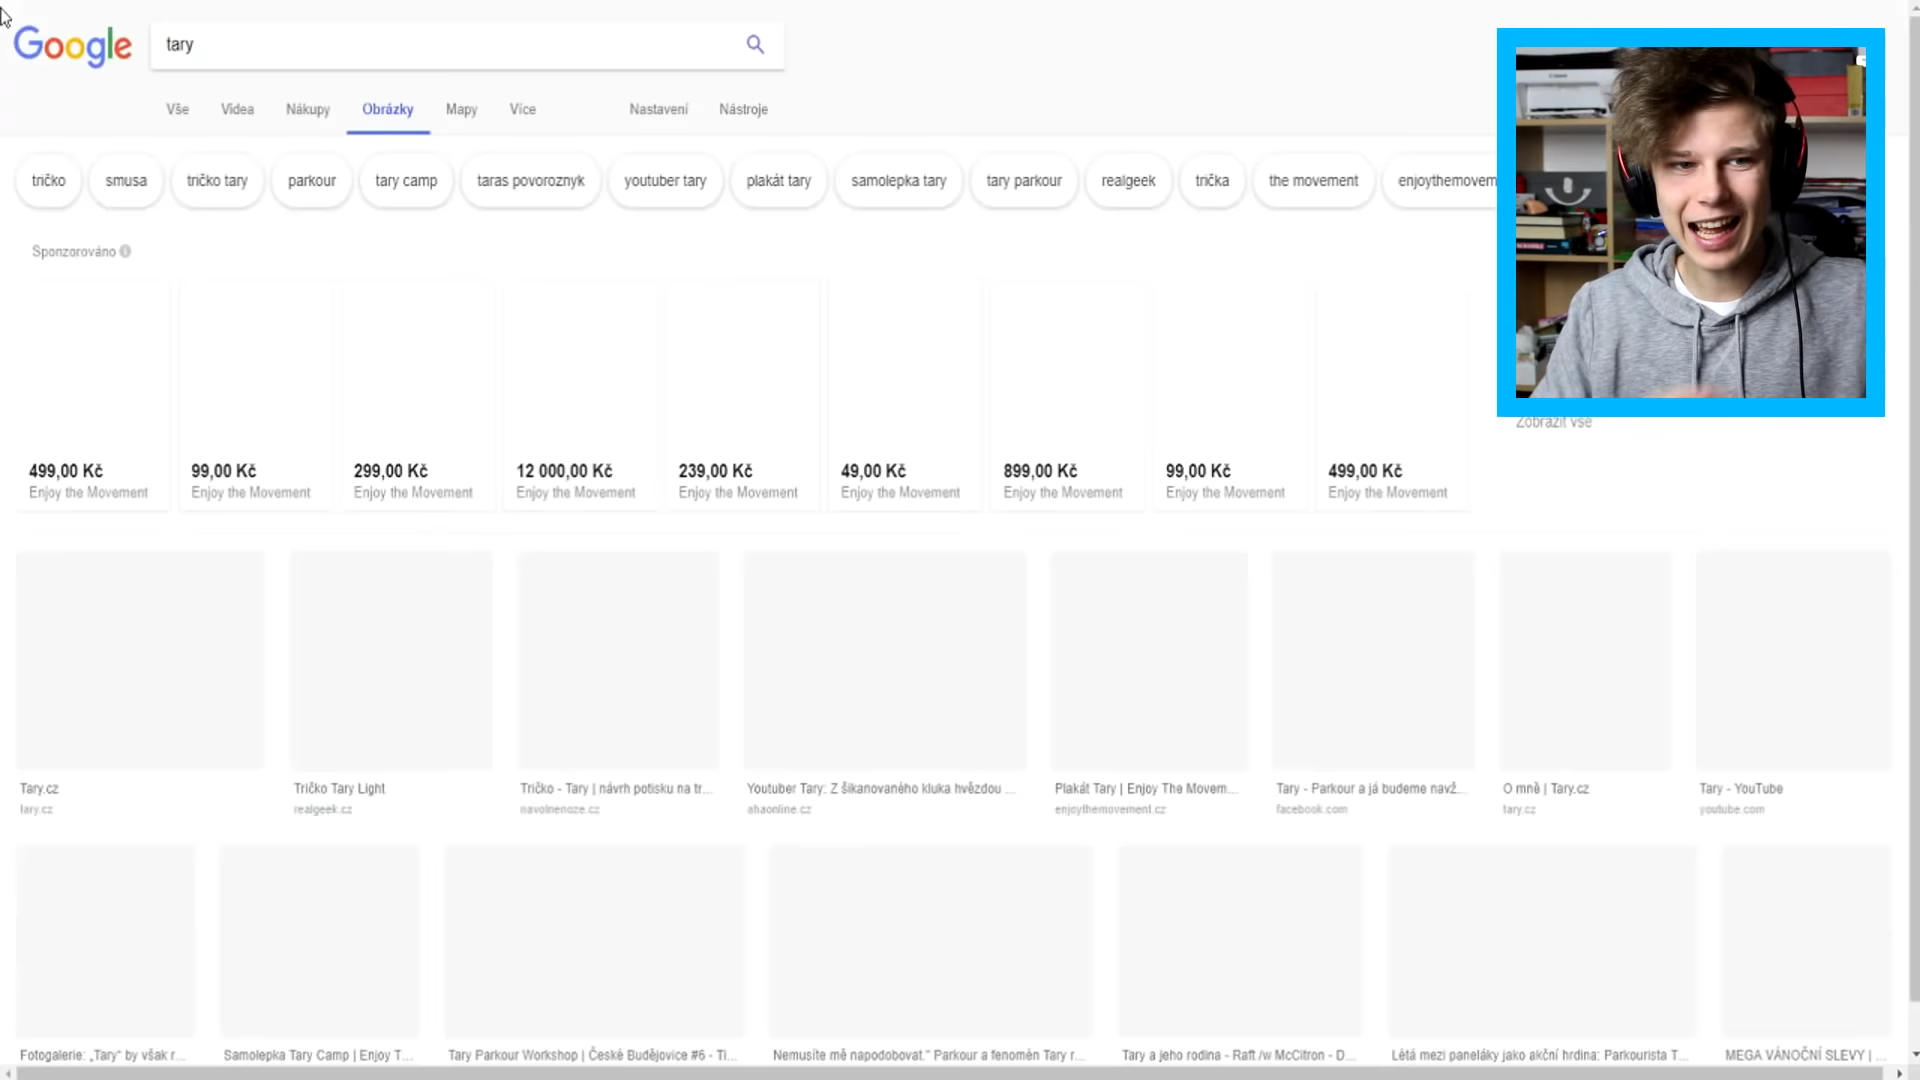 Google
tary
Vše Videa Nákupy Obrázky Mapy Více Nastavení Nástroje
tričko smusa tričko tary parkour tary camp taras povoroznyk youtuber tary plakát tary samolepka tary tary parkour realgeek trička the movement enjoythemovem
Sponzorováno
Zobrazit vše
499,00 Kč 99,00 Kč 299,00 Kč 12 000,00 Kč 239,00 Kč 49,00 Kč 899,00 Kč 99,00 Kč 499,00 Kč
Enjoy the Movement Enjoy the Movement Enjoy the Movement Enjoy the Movement Enjoy the Movement Enjoy the Movement Enjoy the Movement Enjoy the Movement Enjoy the Movement
Tary.cz Tričko Tary Light Tričko - Tary | návrh potisku na tr... Youtuber Tary: Z šikanovaného kluka hvězdou ... Plakát Tary | Enjoy The Movem... Tary - Parkour a já budeme navž... O mně | Tary.cz Tary - YouTube
tary.cz realgeek.cz navolnenoze.cz ahaonline.cz enjoythemovement.cz facebook.com tary.cz youtube.com
Fotogalerie: „Tary“ by však r... Samolepka Tary Camp | Enjoy T... Tary Parkour Workshop | České Budějovice #6 - Ti... Nemusíte mě napodobovat." Parkour a fenomén Tary r... Tary a jeho rodina - Raft /w McCitron - D... Létá mezi paneláky jako akční hrdina: Parkourista T... MEGA VÁNOČNÍ SLEVY | ...